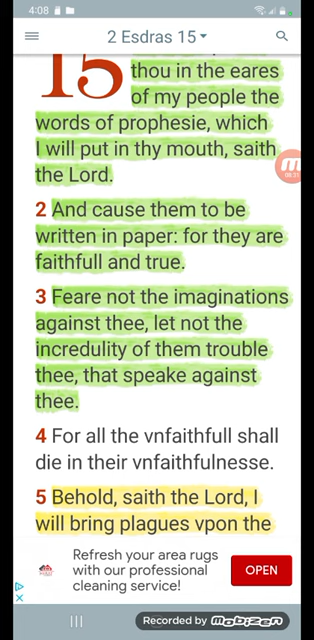 4:08
2 Esdras 15
15
thou in the eares
of my people the
words of prophesie, which
I will put in thy mouth, saith
the Lord.
2 And cause them to be
written in paper: for they are
faithfull and true.
3 Feare not the imaginations
against thee, let not the
incredulity of them trouble
thee, that speake against
thee.
4 For all the vnfaithfull shall
die in their vnfaithfulnesse.
5 Behold, saith the Lord, I
will bring plagues vpon the
Refresh your area rugs
with our professional
cleaning service!
OPEN
Recorded by Mobizen